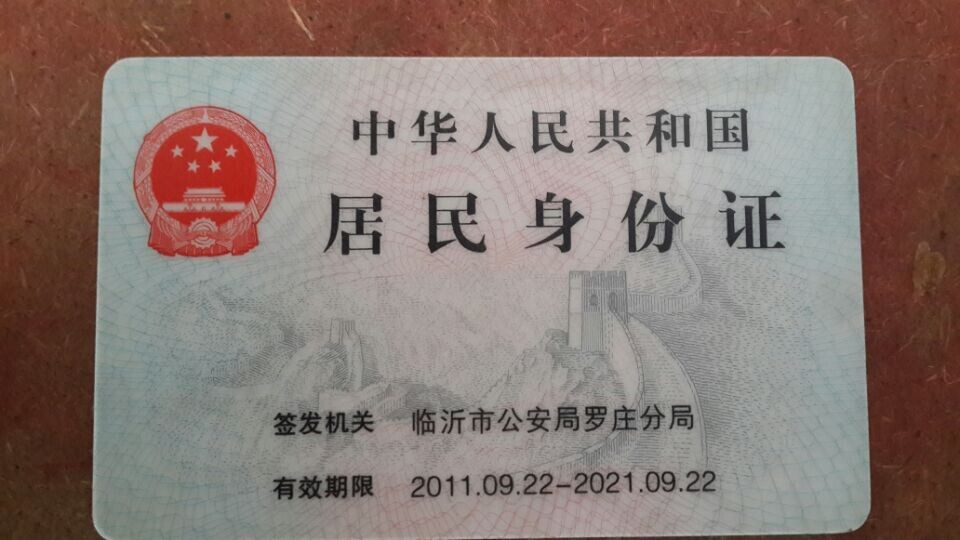 中华人民共和国
居民身份证
签发机关 临沂市公安局罗庄分局
有效期限 2011.09.22-2021.09.22